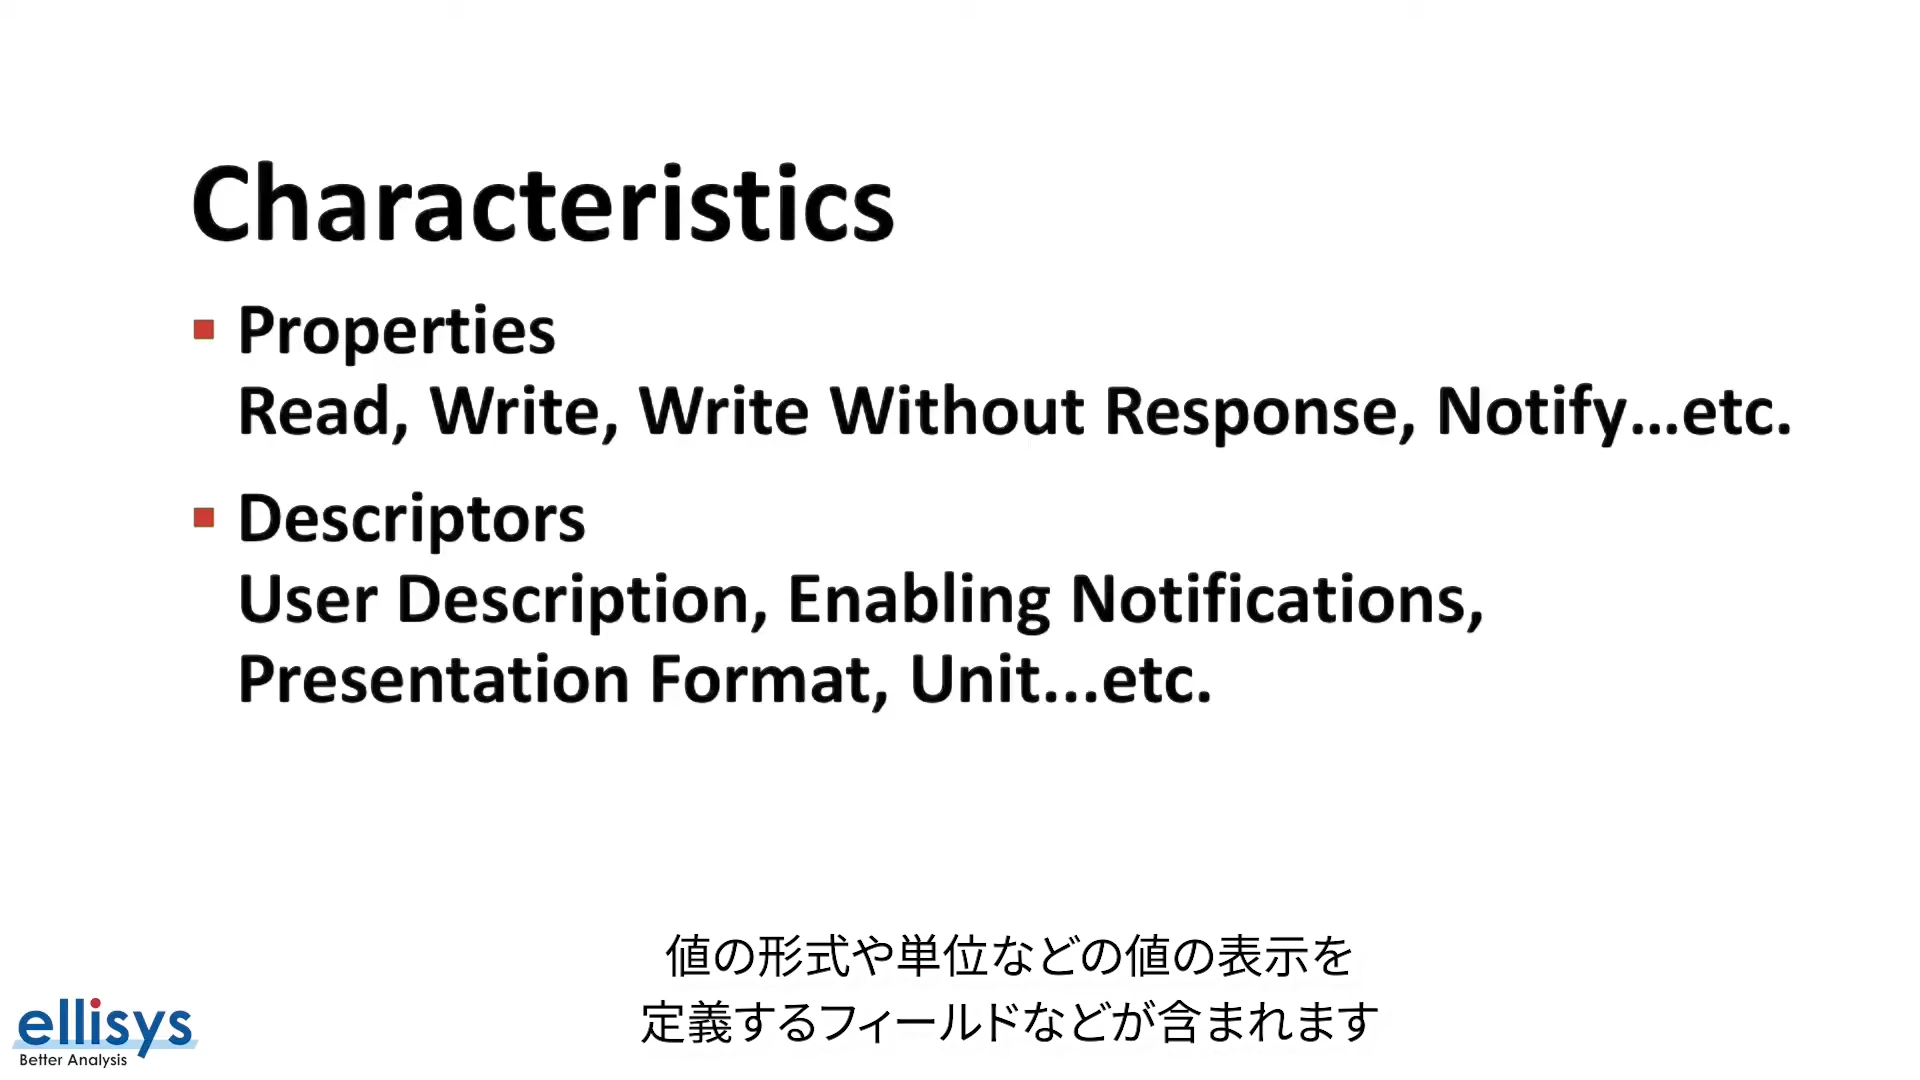 Characteristics
Properties
Read, Write, Write Without Response, Notify...etc.
Descriptors
User Description, Enabling Notifications,
Presentation Format, Unit...etc.
値の形式や単位などの値の表示を
定義するフィールドなどが含まれます
ellisys
Better Analysis